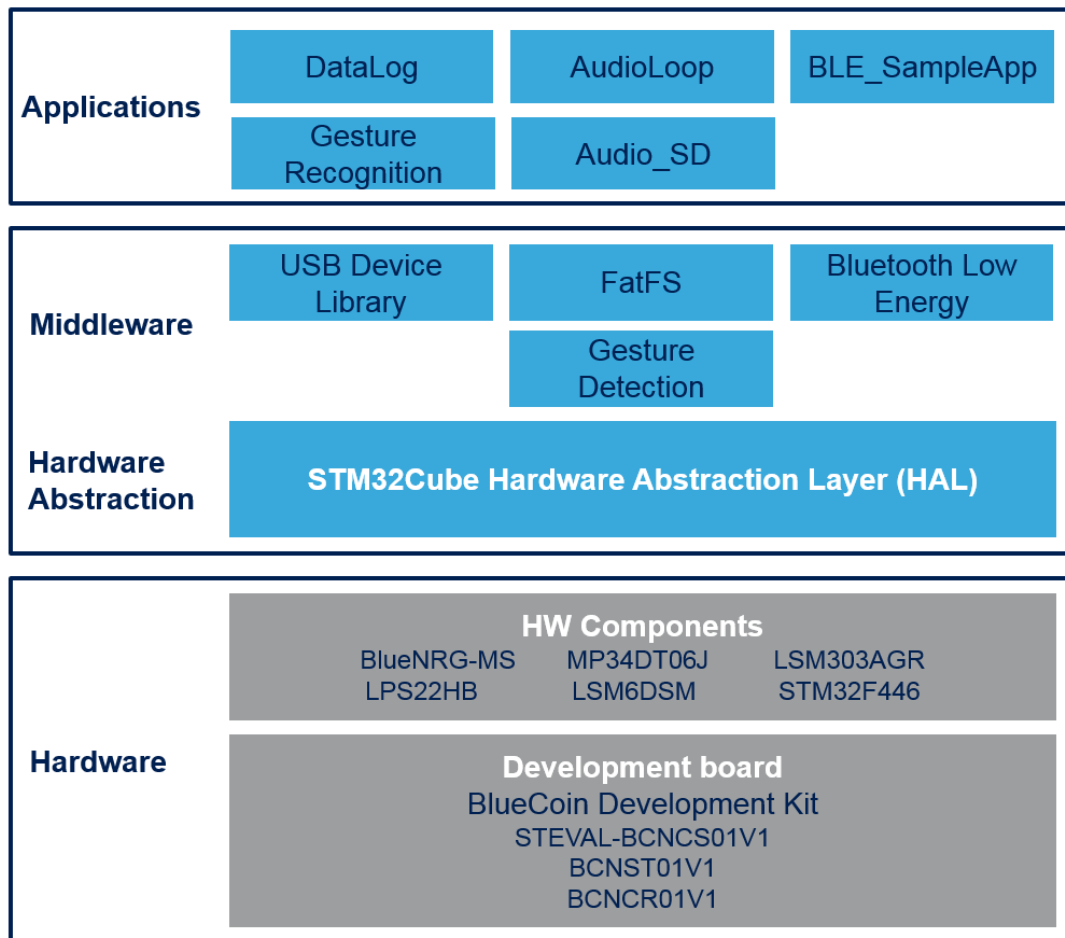 Applications
DataLog
AudioLoop
BLE_SampleApp
Gesture
Recognition
Audio_SD
Middleware
USB Device
Library
FatFS
Bluetooth Low
Energy
Gesture
Detection
Hardware
Abstraction
STM32Cube Hardware Abstraction Layer (HAL)
Hardware
HW Components
BlueNRG-MS MP34DT06J LSM303AGR
LPS22HB LSM6DSM STM32F446
Development board
BlueCoin Development Kit
STEVAL-BCNCS01V1
BCNST01V1
BCNCR01V1